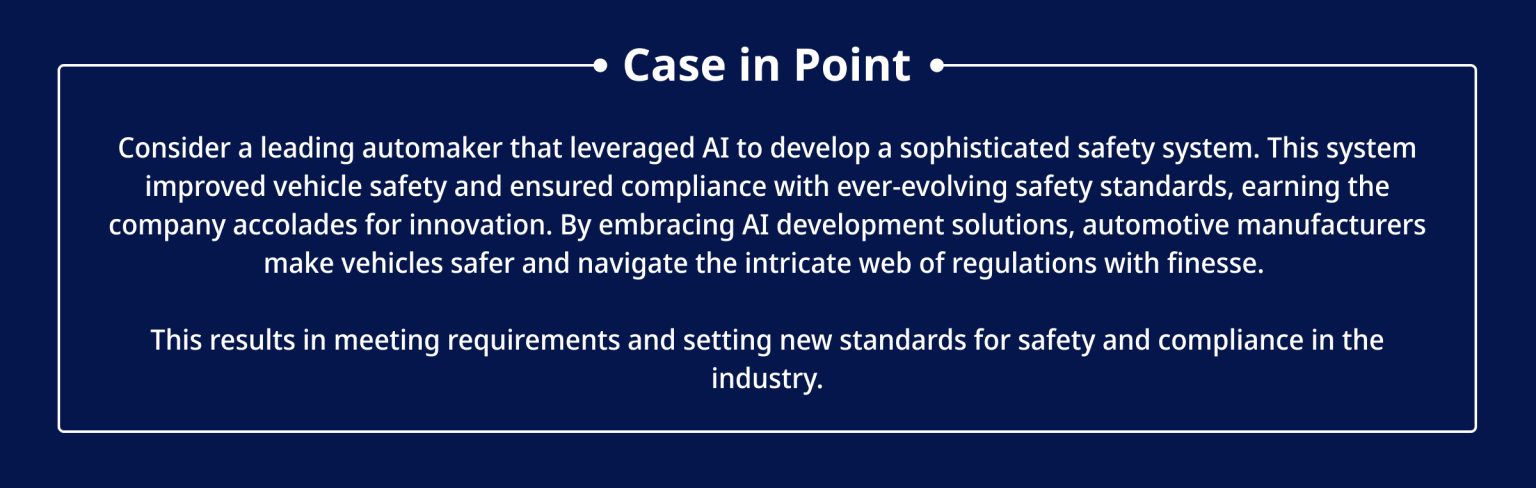 Case in Point
Consider a leading automaker that leveraged AI to develop a sophisticated safety system. This system
improved vehicle safety and ensured compliance with ever-evolving safety standards, earning the
company accolades for innovation. By embracing AI development solutions, automotive manufacturers
make vehicles safer and navigate the intricate web of regulations with finesse.
This results in meeting requirements and setting new standards for safety and compliance in the
industry.